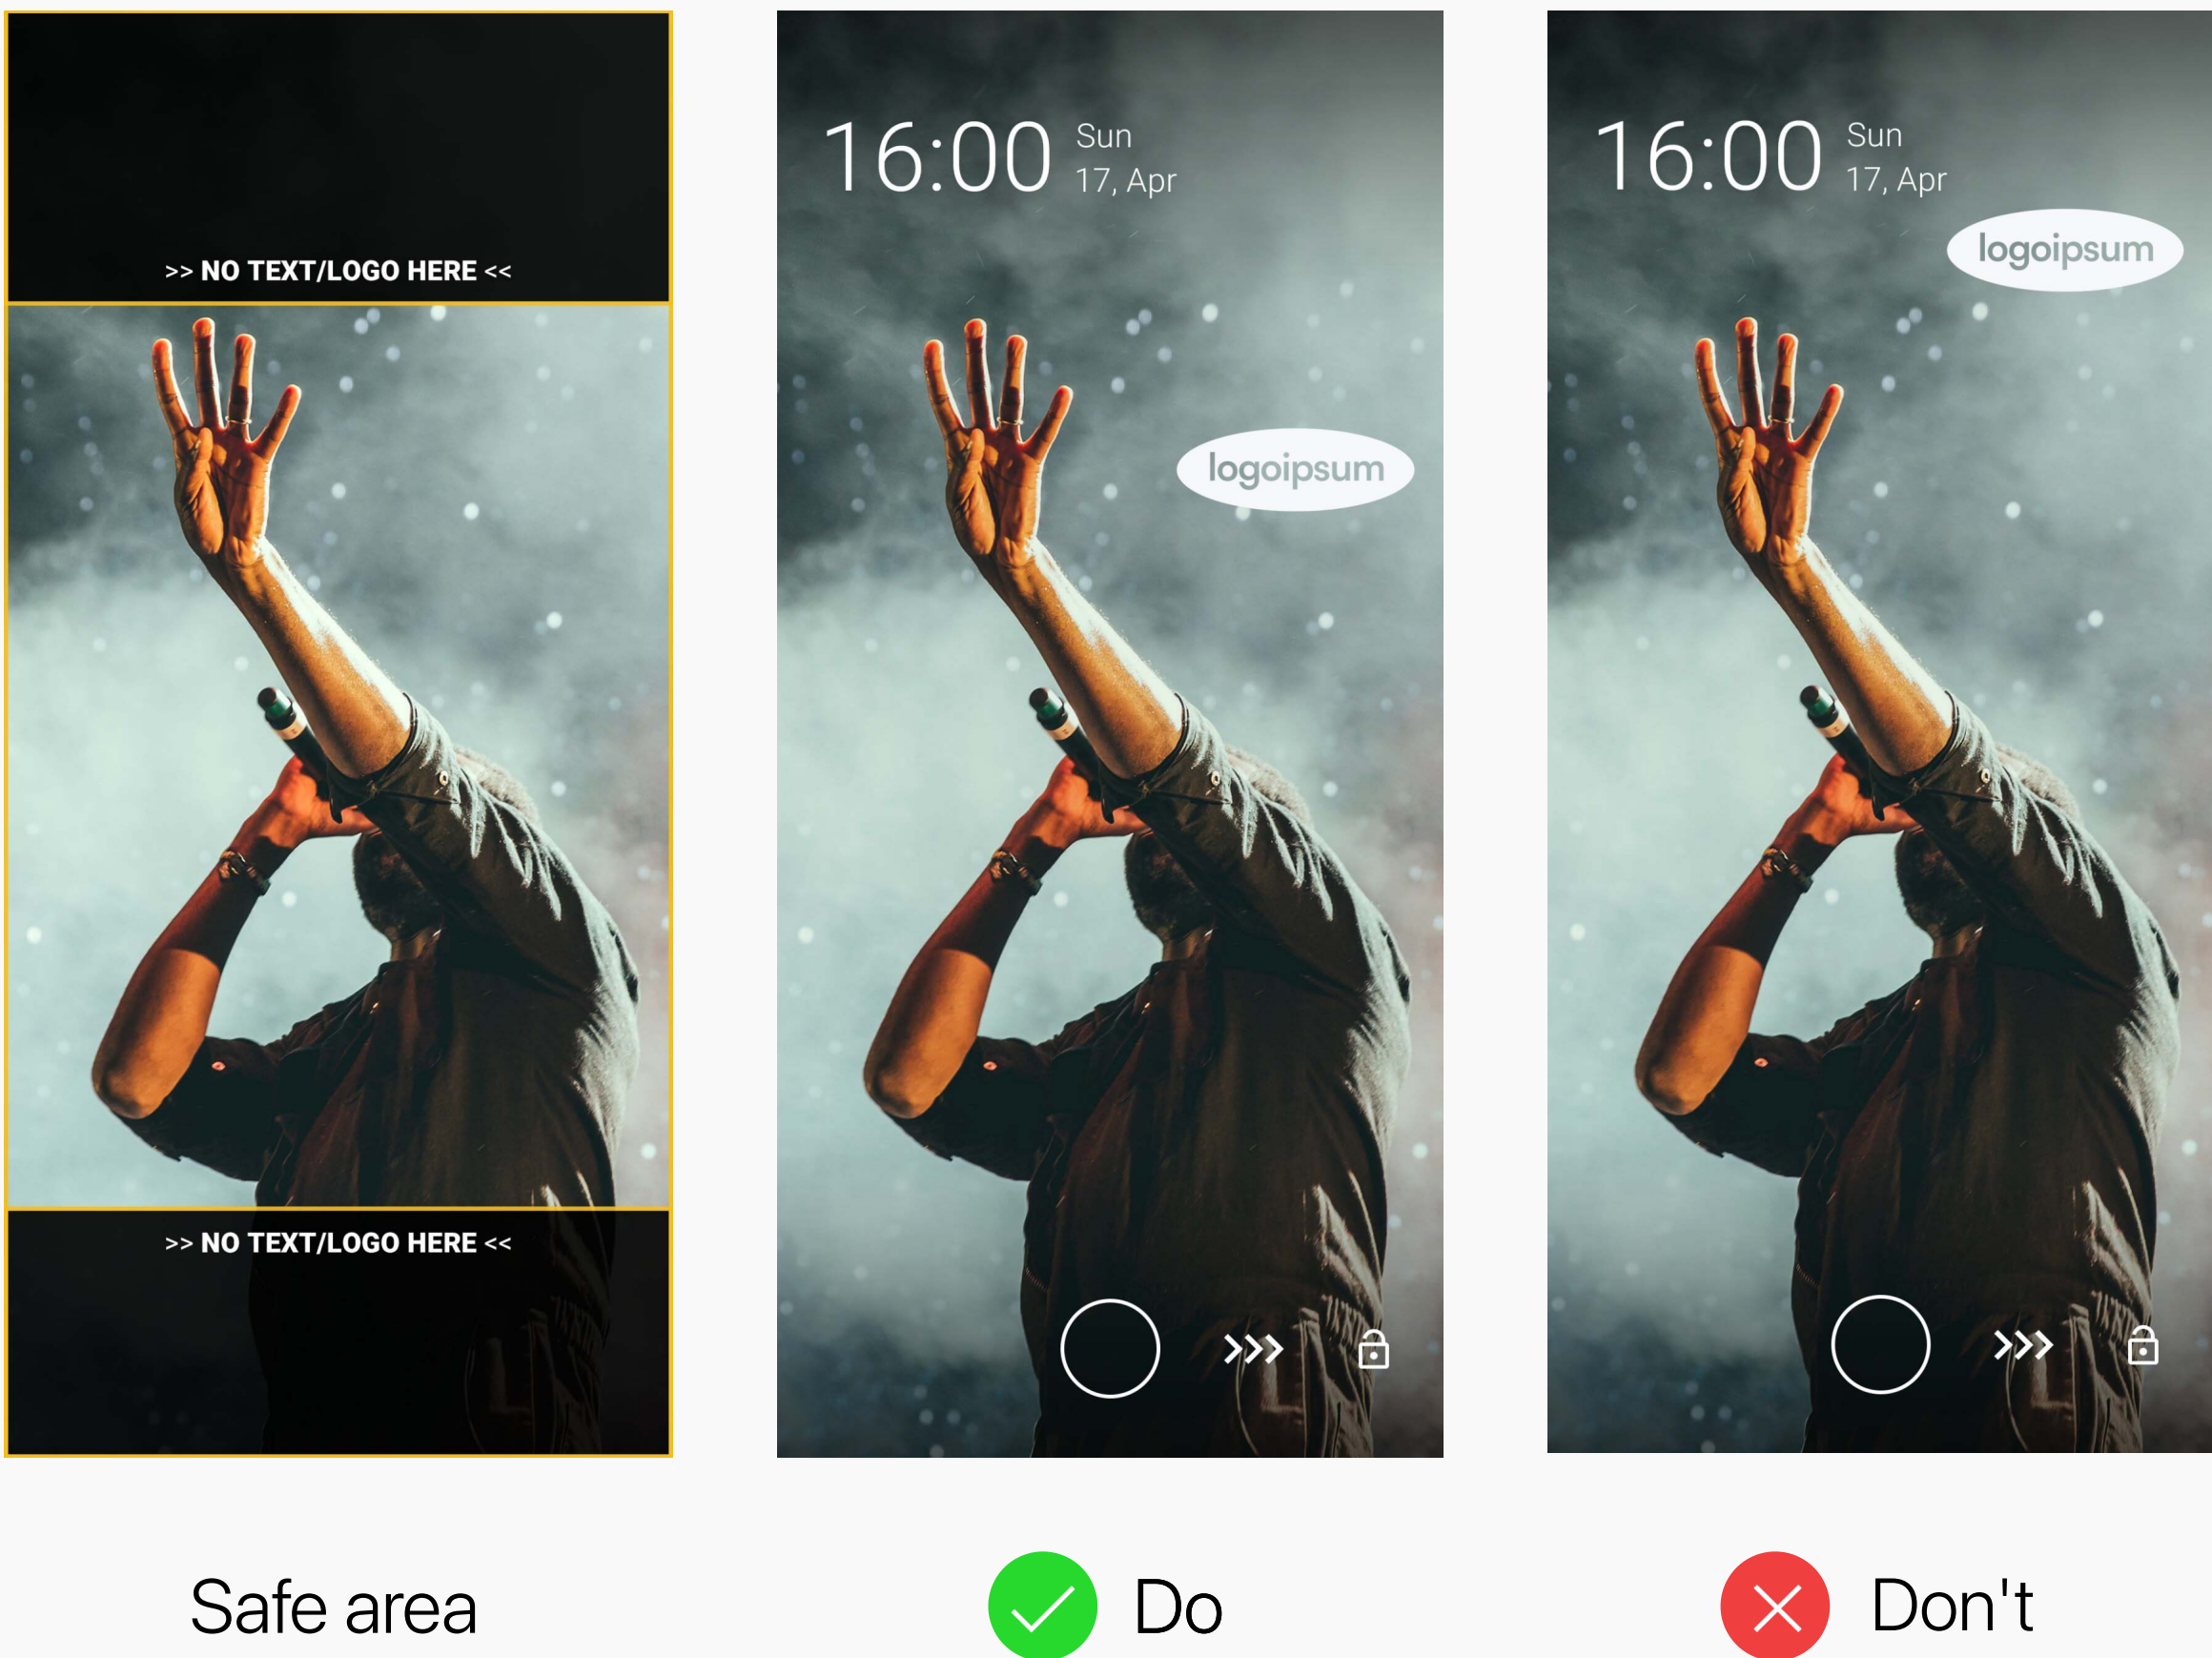 >> NO TEXT/LOGO HERE <<
>> NO TEXT/LOGO HERE <<
Safe area
16:00
Sun
17, Apr
logoipsum
>>>
Do
16:00
Sun
17, Apr
logoipsum
>>>
Don't